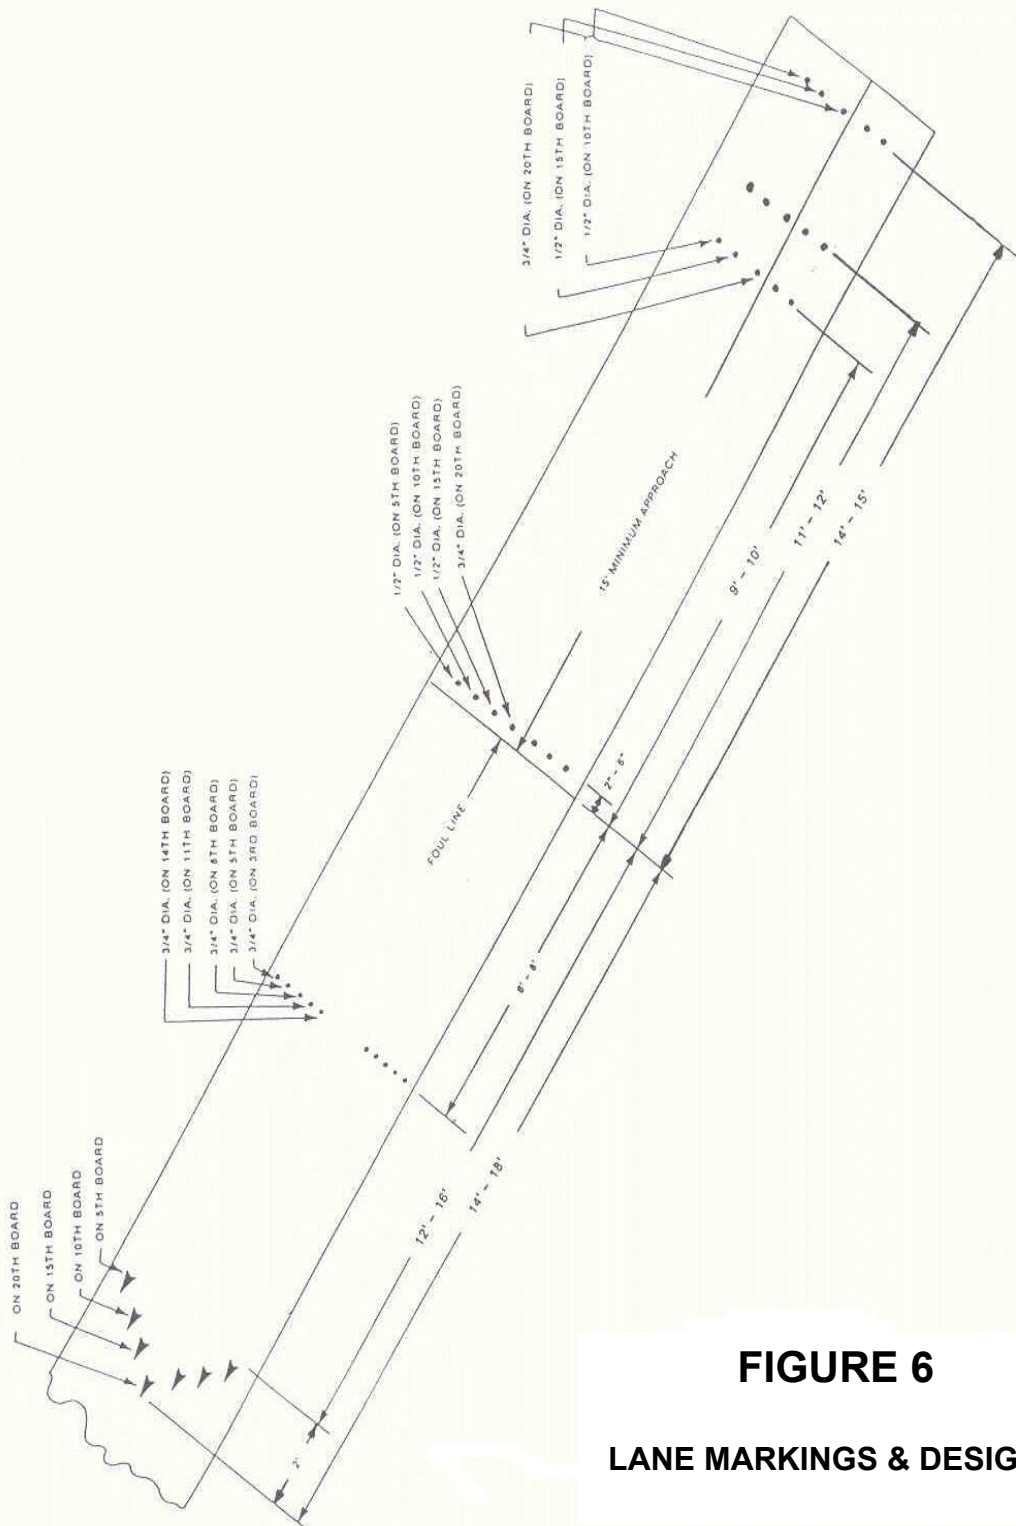 3/4" DIA. (ON 20TH BOARD)
1/2" DIA. (ON 15TH BOARD)
1/2" DIA. (ON 10TH BOARD)
1/2" DIA. (ON 5TH BOARD)
1/2" DIA. (ON 10TH BOARD)
1/2" DIA. (ON 15TH BOARD)
3/4" DIA. (ON 20TH BOARD)
15' MINIMUM APPROACH
9' - 10'
11' - 12'
14' - 15'
FOUL LINE
2" - 6"
3/4" DIA. (ON 14TH BOARD)
3/4" DIA. (ON 11TH BOARD)
3/4" DIA. (ON 8TH BOARD)
3/4" DIA. (ON 5TH BOARD)
3/4" DIA. (ON 3RD BOARD)
6' - 8'
12' - 16'
14' - 18'
ON 20TH BOARD
ON 15TH BOARD
ON 10TH BOARD
ON 5TH BOARD
2'
FIGURE 6
LANE MARKINGS & DESIG